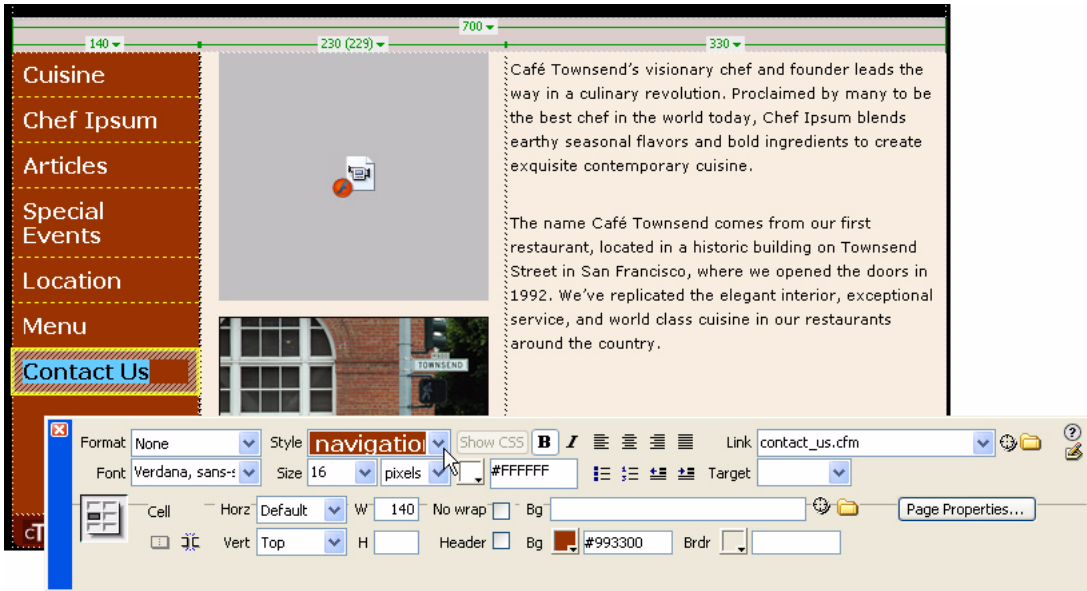 700
140
230 (229)
330
Cuisine
Chef Ipsum
Articles
Special
Events
Location
Menu
Contact Us
Café Townsend's visionary chef and founder leads the
way in a culinary revolution. Proclaimed by many to be
the best chef in the world today, Chef Ipsum blends
earthy seasonal flavors and bold ingredients to create
exquisite contemporary cuisine.
The name Café Townsend comes from our first
restaurant, located in a historic building on Townsend
Street in San Francisco, where we opened the doors in
1992. We've replicated the elegant interior, exceptional
service, and world class cuisine in our restaurants
around the country.
TOWNSEND
Format None Style navigation Show CSS B I Link contact_us.cfm
Font Verdana, sans-s Size 16 pixels #FFFFFF Target
Cell Horz Default W 140 No wrap Bg Page Properties...
Vert Top H Header Bg #993300 Brdr